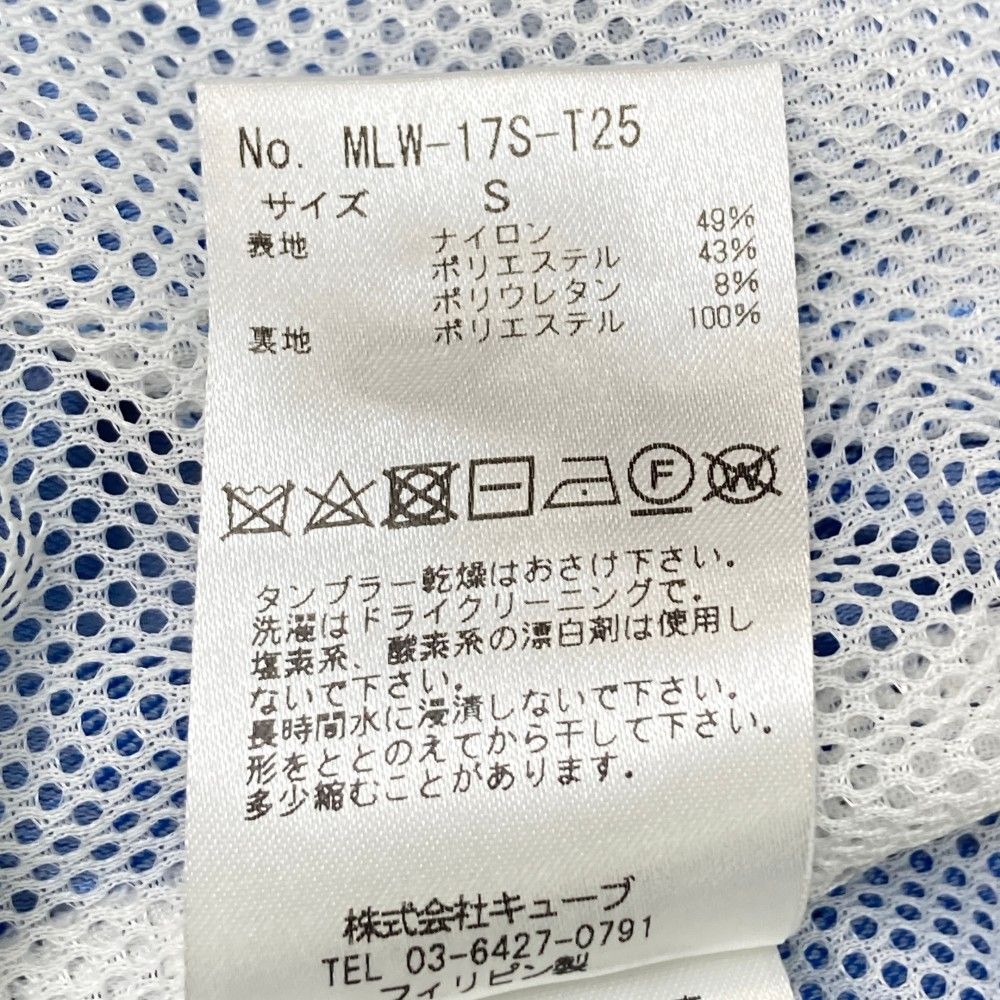 No. MLW-17S-T25
サイズ S
表地 ナイロン 49%
ポリエステル 43%
ポリウレタン 8%
裏地 ポリエステル 100%
F W
タンブラー乾燥はおさけ下さい。
洗濯はドライクリーニングで。
塩素系、酸素系の漂白剤は使用し
ないで下さい。
長時間水に浸漬しないで下さい。
形をととのえてから干して下さい。
多少縮むことがあります。
株式会社キューブ
TEL 03-6427-0791
フィリピン製